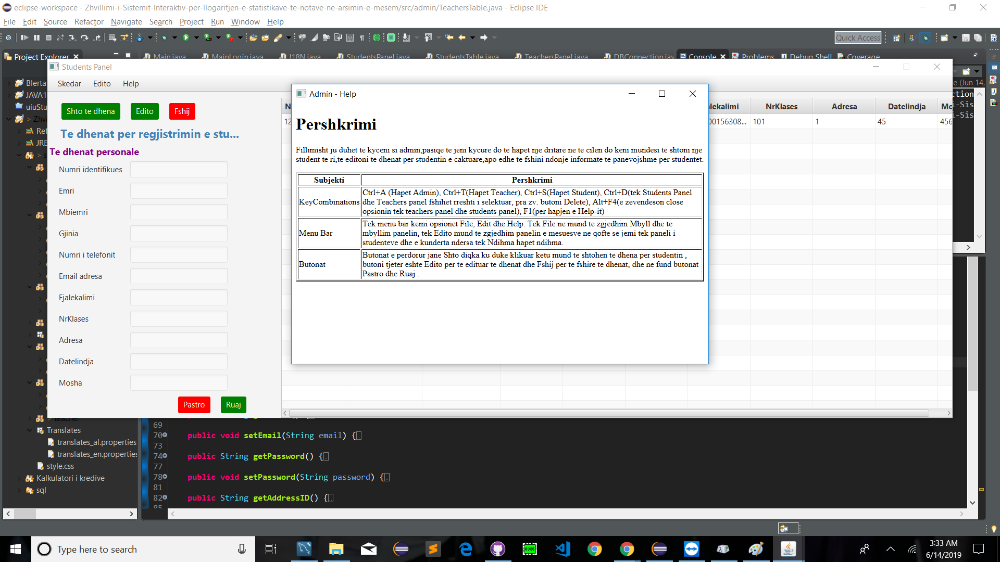 eclipse-workspace - Zhvillimi-i-Sistemit-Interaktiv-per-llogaritjen-e-statistikave-te-notave-ne-arsimin-e-mesem/src/admin/TeachersTable.java - Eclipse IDE
File Edit Source Refactor Navigate Search Project Run Window Help
Quick Access
Project Explorer Main.java MainLogin.java I18N.java StudentsPanel.java StudentsTable.java TeachersPanel.java DBConnection.jav Console Problems Debug Shell Coverage
Students Panel
Skedar Edito Help
Shto te dhena Edito Fshij
Te dhenat per regjistrimin e stu...
Te dhenat personale
Numri identifikues
Emri
Mbiemri
Gjinia
Numri i telefonit
Email adresa
Fjalekalimi
NrKlases
Adresa
Datelindja
Mosha
Pastro Ruaj
Admin - Help
Pershkrimi
Fillimisht ju duhet te kyceni si admin,pasiqe te jeni kycure do te hapet nje dritare ne te cilen do keni mundesi te shtoni nje
student te ri,te editoni te dhenat per studentin e caktuare,apo edhe te fshini ndonje informate te panevojshme per studentet.
Subjekti Pershkrimi
KeyCombinations
Ctrl+A (Hapet Admin), Ctrl+T(Hapet Teacher), Ctrl+S(Hapet Student), Ctrl+D(tek Students Panel
dhe Teachers panel fshihet rreshti i selektuar, pra zv. butoni Delete), Alt+F4(e zevendeson close
opsionin tek teachers panel dhe students panel), F1(per hapjen e Help-it)
Menu Bar
Tek menu bar kemi opsionet File, Edit dhe Help. Tek File ne mund te zgjedhim Mbyll dhe te
mbyllim panelin, tek Edito mund te zgjedhim panelin e mesuesve ne qofte se jemi tek paneli i
studenteve dhe e kunderta ndersa tek Ndihma hapet ndihma.
Butonat
Butonat e perdorur jane Shto diqka ku duke klikuar ketu mund te shtohen te dhena per studentin ,
butoni tjeter eshte Edito per te edituar te dhenat dhe Fshij per te fshire te dhenat, dhe ne fund butonat
Pastro dhe Ruaj .
N lekalimi NrKlases Adresa Datelindja Mo
12 00156308... 101 1 45 456
e (Jun 14,
ction
i-Sis
i-Sis
Blerta
JAVA1
uiuStu
> Zhv
Ref
JRE
> s
> teacher
Translates
translates_al.properties
translates_en.properties
style.css
Kalkulatori i kredive
sql
69
70 public void setEmail(String email) {
73
74 public String getPassword() {
77
78 public void setPassword(String password) {
81
82 public String getAddressID() {
85
Type here to search
3:33 AM
6/14/2019